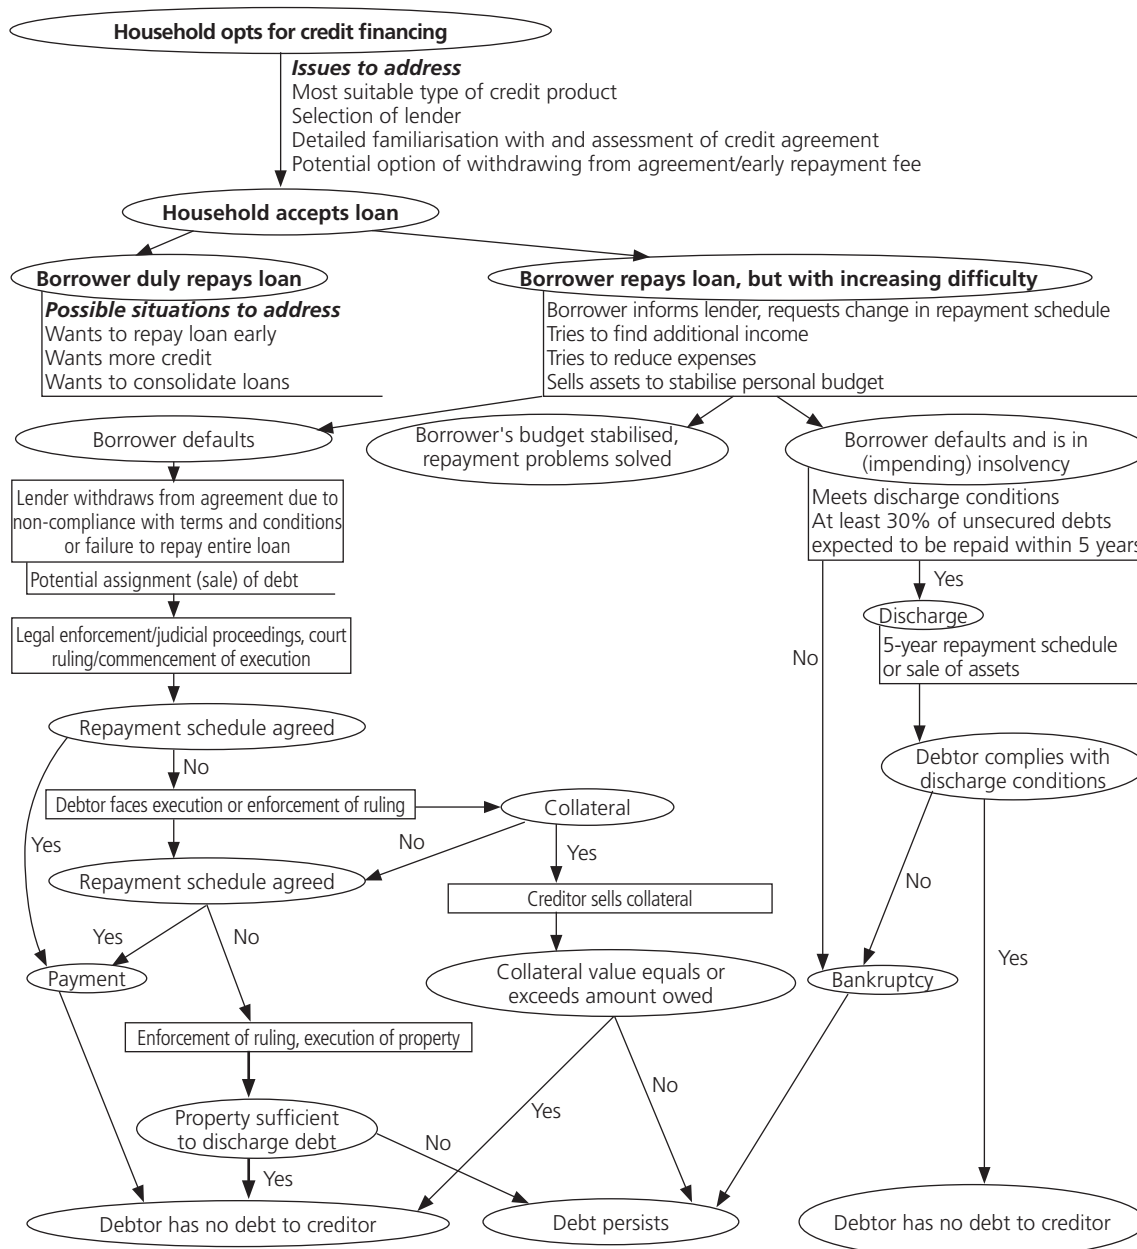 Household opts for credit financing
Issues to address
Most suitable type of credit product
Selection of lender
Detailed familiarisation with and assessment of credit agreement
Potential option of withdrawing from agreement/early repayment fee
Household accepts loan
Borrower duly repays loan
Possible situations to address
Wants to repay loan early
Wants more credit
Wants to consolidate loans
Borrower repays loan, but with increasing difficulty
Borrower informs lender, requests change in repayment schedule
Tries to find additional income
Tries to reduce expenses
Sells assets to stabilise personal budget
Borrower defaults
Borrower's budget stabilised,
repayment problems solved
Borrower defaults and is in
(impending) insolvency
Lender withdraws from agreement due to
non-compliance with terms and conditions
or failure to repay entire loan
Meets discharge conditions
At least 30% of unsecured debts
expected to be repaid within 5 years
Potential assignment (sale) of debt
Yes
Discharge
Legal enforcement/judicial proceedings, court
ruling/commencement of execution
No
5-year repayment schedule
or sale of assets
Repayment schedule agreed
No
Debtor complies with
discharge conditions
Debtor faces execution or enforcement of ruling
Collateral
Yes
No
Yes
Repayment schedule agreed
No
Creditor sells collateral
Yes
No
Payment
Collateral value equals or
exceeds amount owed
Yes
Bankruptcy
Enforcement of ruling, execution of property
No
Yes
Property sufficient
to discharge debt
No
Yes
Debtor has no debt to creditor
Debt persists
Debtor has no debt to creditor